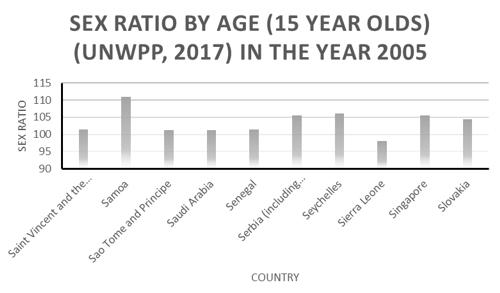 SEX RATIO BY AGE (15 YEAR OLDS)
(UNWPP, 2017) IN THE YEAR 2005
115
110
105
100
95
90
SEX RATIO
Saint Vincent and the...
Samoa
Sao Tome and Principe
Saudi Arabia
Senegal
Serbia (including...
Seychelles
Sierra Leone
Singapore
Slovakia
COUNTRY